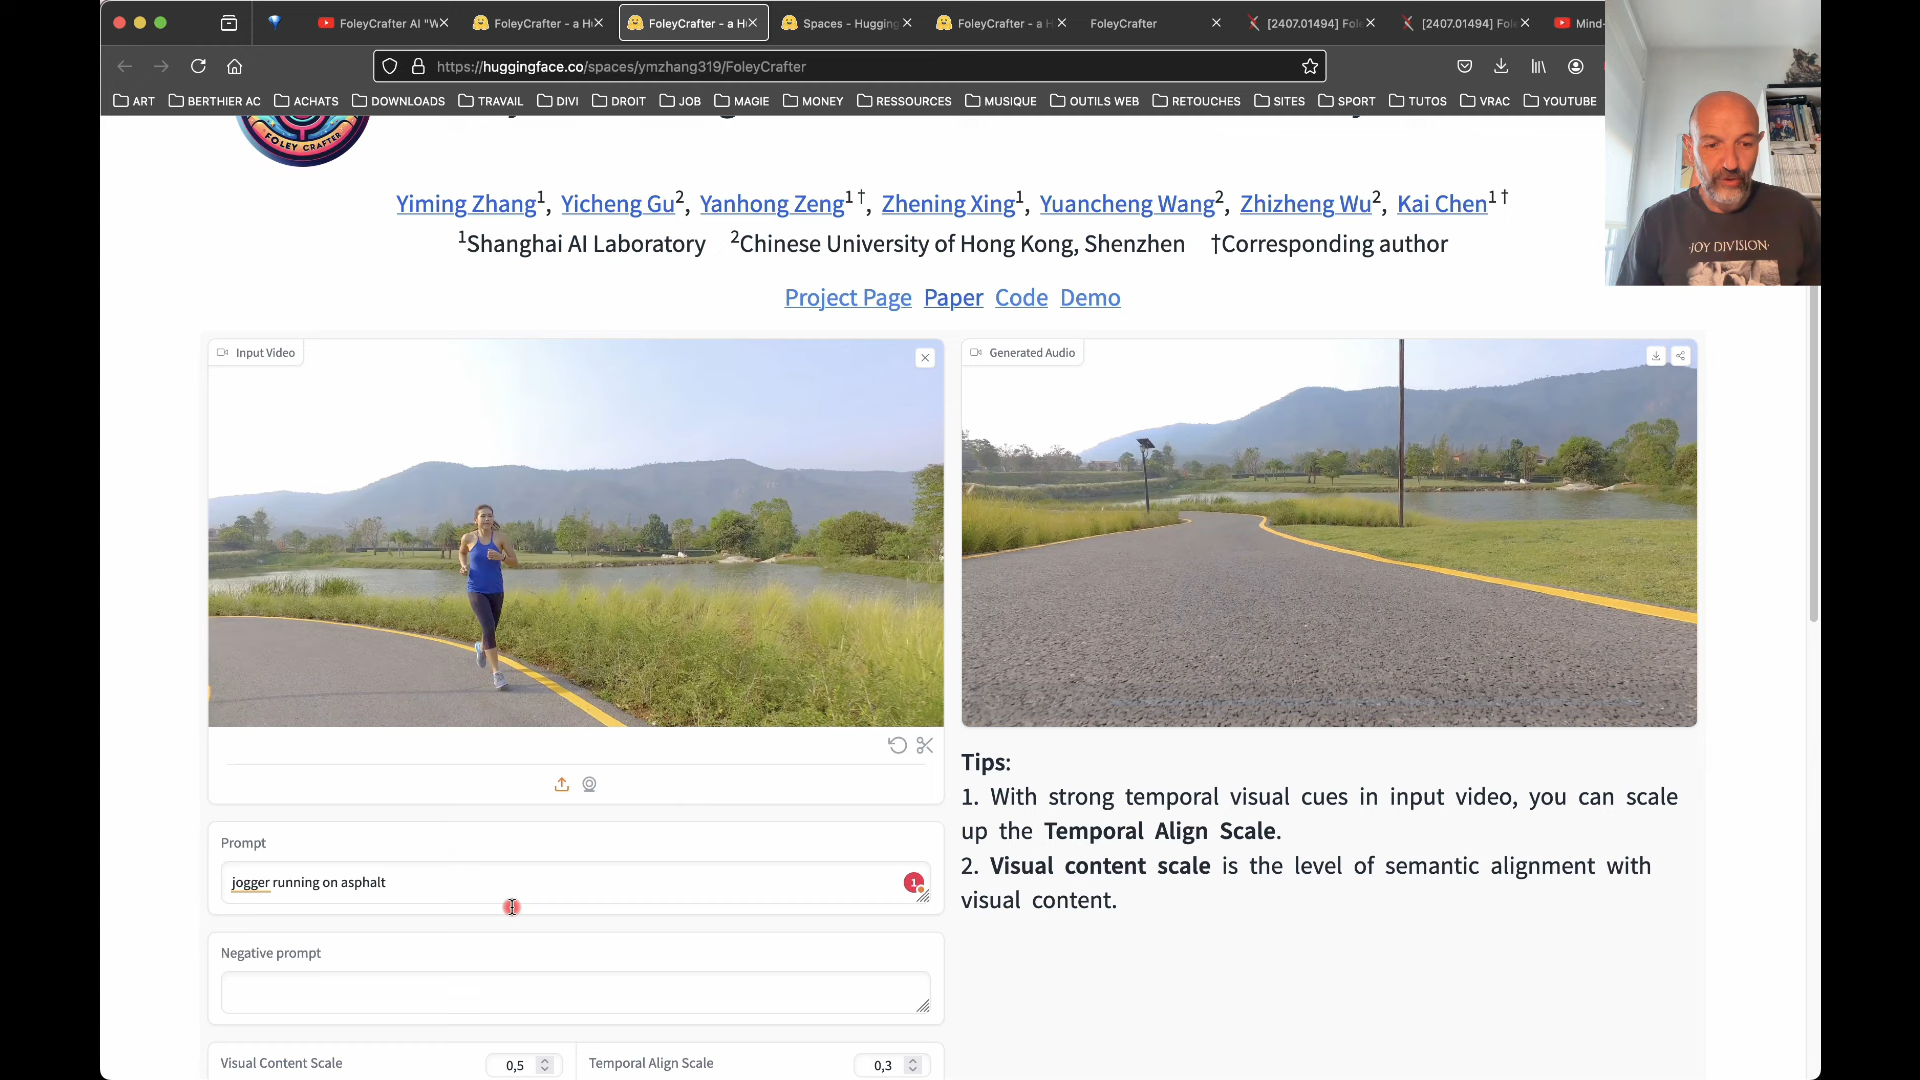 FoleyCrafter AI "W
FoleyCrafter - a H
FoleyCrafter - a H
Spaces - Hugging
FoleyCrafter - a H
FoleyCrafter
[2407.01494] Fol
[2407.01494] Fol
Mind-
https://huggingface.co/spaces/ymzhang319/FoleyCrafter
ART BERTHIER AC ACHATS DOWNLOADS TRAVAIL DIVI DROIT JOB MAGIE MONEY RESSOURCES MUSIQUE OUTILS WEB RETOUCHES SITES SPORT TUTOS VRAC YOUTUBE
FOLEY CRAFTER
JOY DIVISION
Yiming Zhang1, Yicheng Gu2, Yanhong Zeng1†, Zhening Xing1, Yuancheng Wang2, Zhizheng Wu2, Kai Chen1†
1Shanghai AI Laboratory 2Chinese University of Hong Kong, Shenzhen †Corresponding author
Project Page Paper Code Demo
Input Video
Generated Audio
Tips:
1. With strong temporal visual cues in input video, you can scale
up the Temporal Align Scale.
2. Visual content scale is the level of semantic alignment with
visual content.
Prompt
jogger running on asphalt
1
Negative prompt
Visual Content Scale 0,5
Temporal Align Scale 0,3